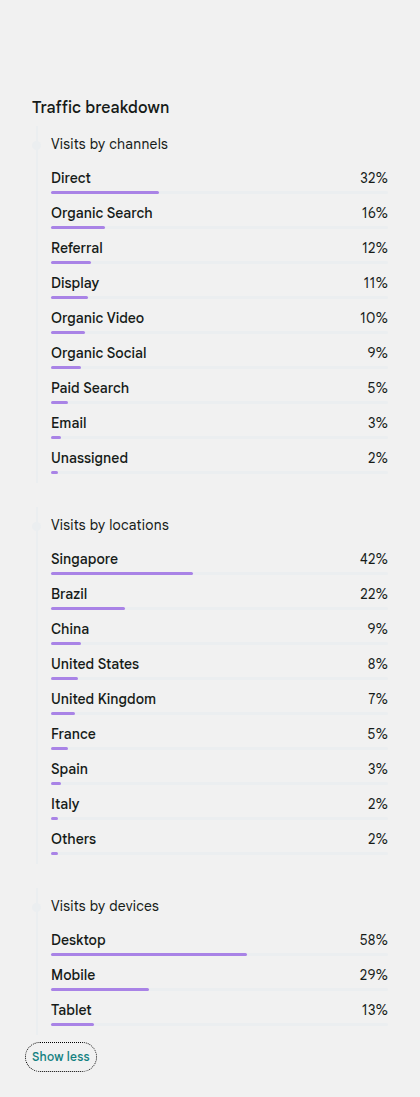 Traffic breakdown
Visits by channels
Direct 32%
Organic Search 16%
Referral 12%
Display 11%
Organic Video 10%
Organic Social 9%
Paid Search 5%
Email 3%
Unassigned 2%
Visits by locations
Singapore 42%
Brazil 22%
China 9%
United States 8%
United Kingdom 7%
France 5%
Spain 3%
Italy 2%
Others 2%
Visits by devices
Desktop 58%
Mobile 29%
Tablet 13%
Show less